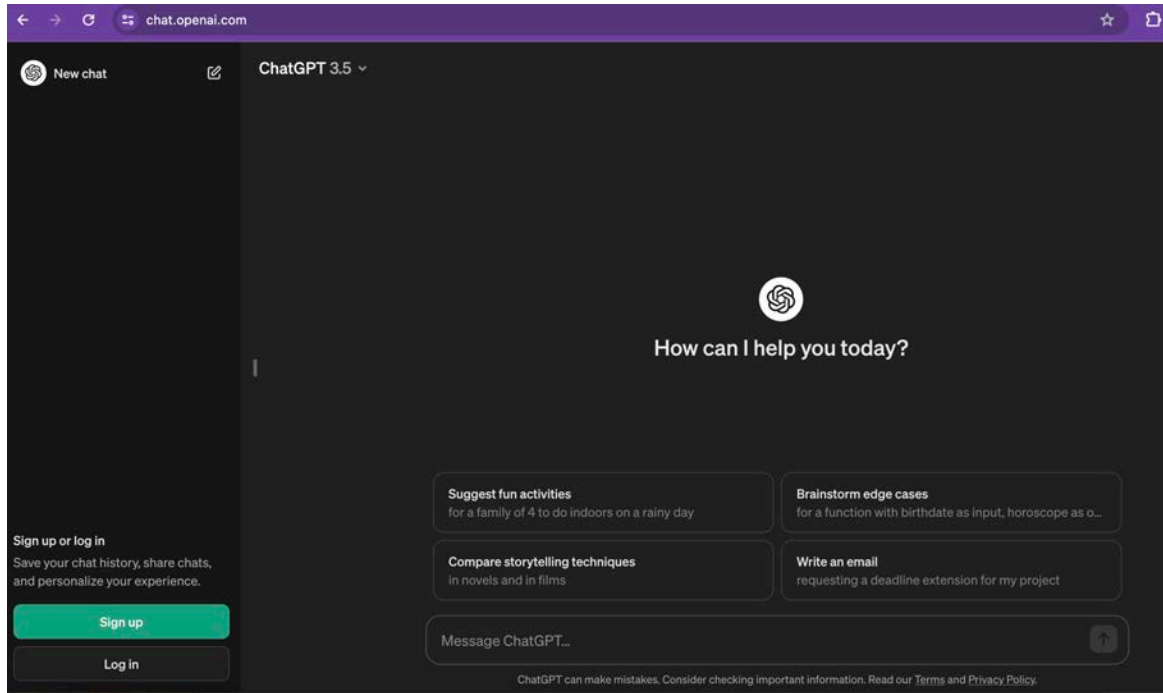 chat.openai.com
New chat
ChatGPT 3.5
How can I help you today?
Suggest fun activities
for a family of 4 to do indoors on a rainy day
Brainstorm edge cases
for a function with birthdate as input, horoscope as o...
Compare storytelling techniques
in novels and in films
Write an email
requesting a deadline extension for my project
Sign up or log in
Save your chat history, share chats,
and personalize your experience.
Sign up
Log in
Message ChatGPT...
ChatGPT can make mistakes. Consider checking important information. Read our Terms and Privacy Policy.